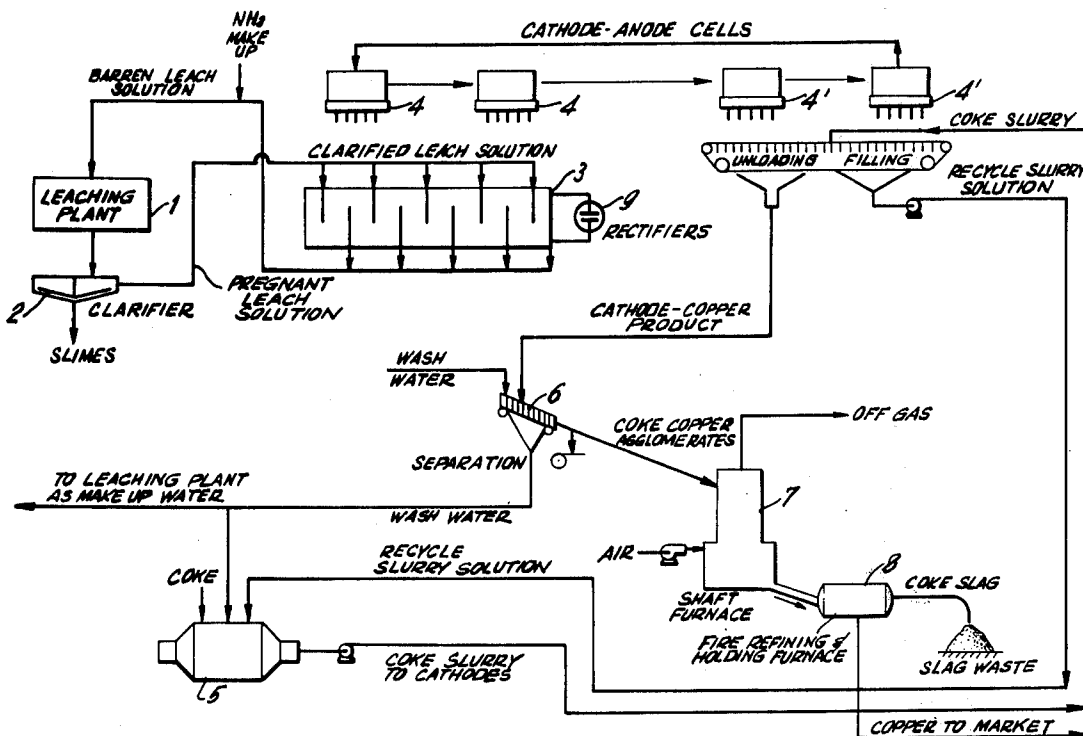 NH3
MAKE
UP
CATHODE-ANODE CELLS
BARREN LEACH
SOLUTION
4
4
4'
4'
COKE SLURRY
CLARIFIED LEACH SOLUTION
UNLOADING
FILLING
RECYCLE SLURRY
SOLUTION
LEACHING
PLANT
1
3
9
RECTIFIERS
2
CLARIFIER
PREGNANT
LEACH
SOLUTION
SLIMES
CATHODE-COPPER
PRODUCT
WASH
WATER
6
COKE COPPER
AGGLOMERATES
OFF GAS
SEPARATION
TO LEACHING PLANT
AS MAKE UP WATER
WASH WATER
7
RECYCLE
SLURRY SOLUTION
AIR
COKE
SHAFT
FURNACE
8
COKE SLAG
FIRE REFINING &
HOLDING FURNACE
SLAG WASTE
5
COKE SLURRY
TO CATHODES
COPPER TO MARKET